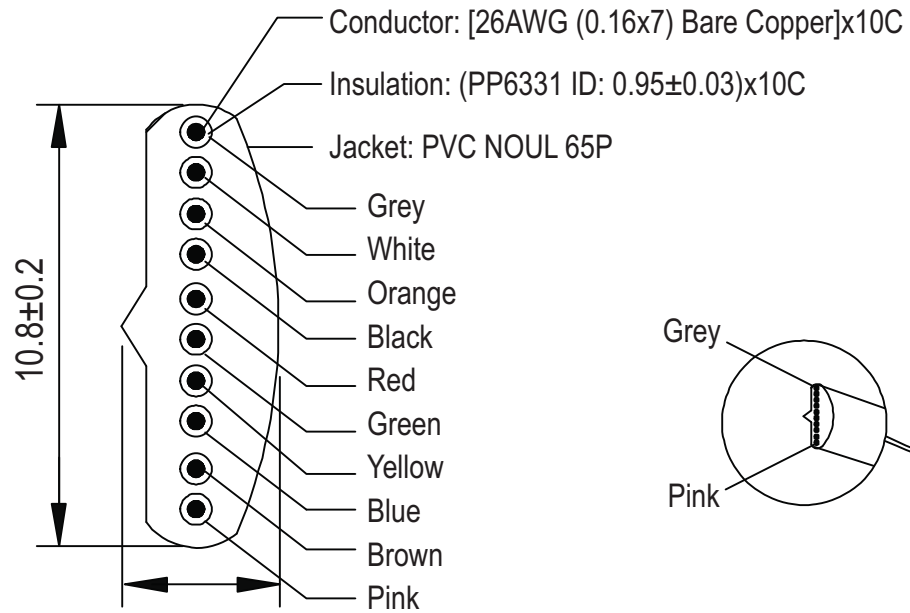 Conductor: [26AWG (0.16x7) Bare Copper]x10C
Insulation: (PP6331 ID: 0.95±0.03)x10C
Jacket: PVC NOUL 65P
Grey
White
Orange
Black
Red
Green
Yellow
Blue
Brown
Pink
10.8±0.2
Grey
Pink